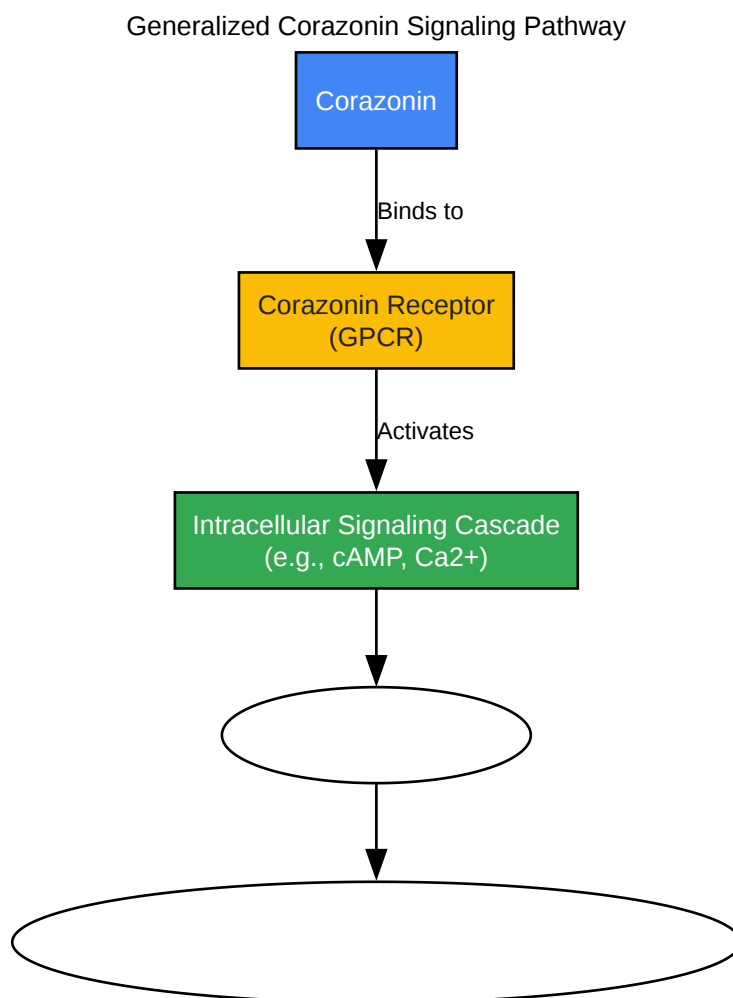 Generalized Corazonin Signaling Pathway
Corazonin
Binds to
Corazonin Receptor
(GPCR)
Activates
Intracellular Signaling Cascade
(e.g., cAMP, Ca2+)